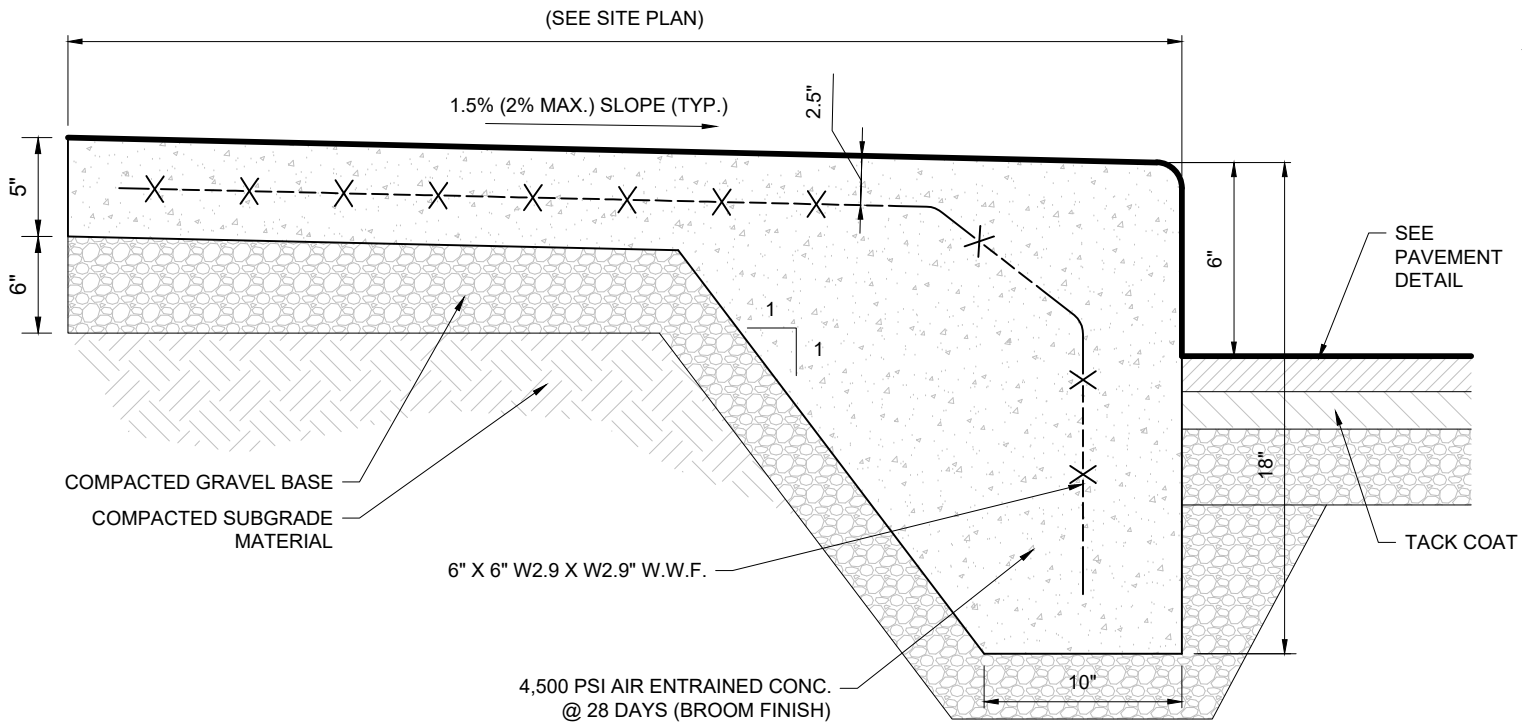 (SEE SITE PLAN)
1.5% (2% MAX.) SLOPE (TYP.)
2.5"
5"
6"
6"
SEE
PAVEMENT
DETAIL
1
1
18"
COMPACTED GRAVEL BASE
COMPACTED SUBGRADE
MATERIAL
TACK COAT
6" X 6" W2.9 X W2.9" W.W.F.
4,500 PSI AIR ENTRAINED CONC.
@ 28 DAYS (BROOM FINISH)
10"